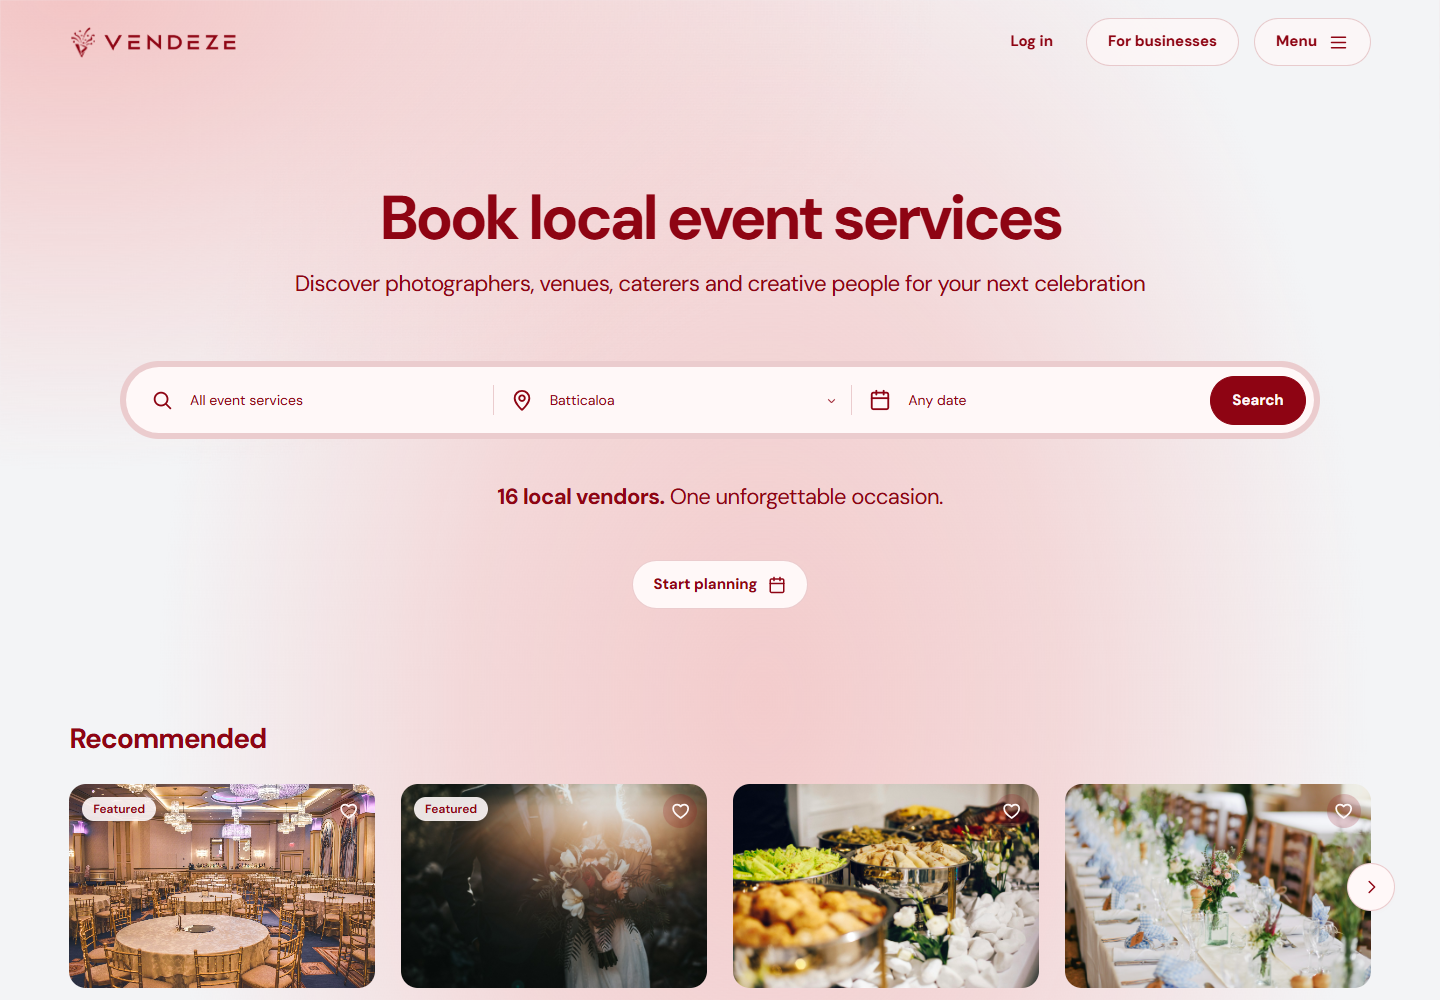 VENDEZE
Log in
For businesses
Menu
Book local event services
Discover photographers, venues, caterers and creative people for your next celebration
All event services
Batticaloa
Any date
Search
16 local vendors. One unforgettable occasion.
Start planning
Recommended
Featured
Featured